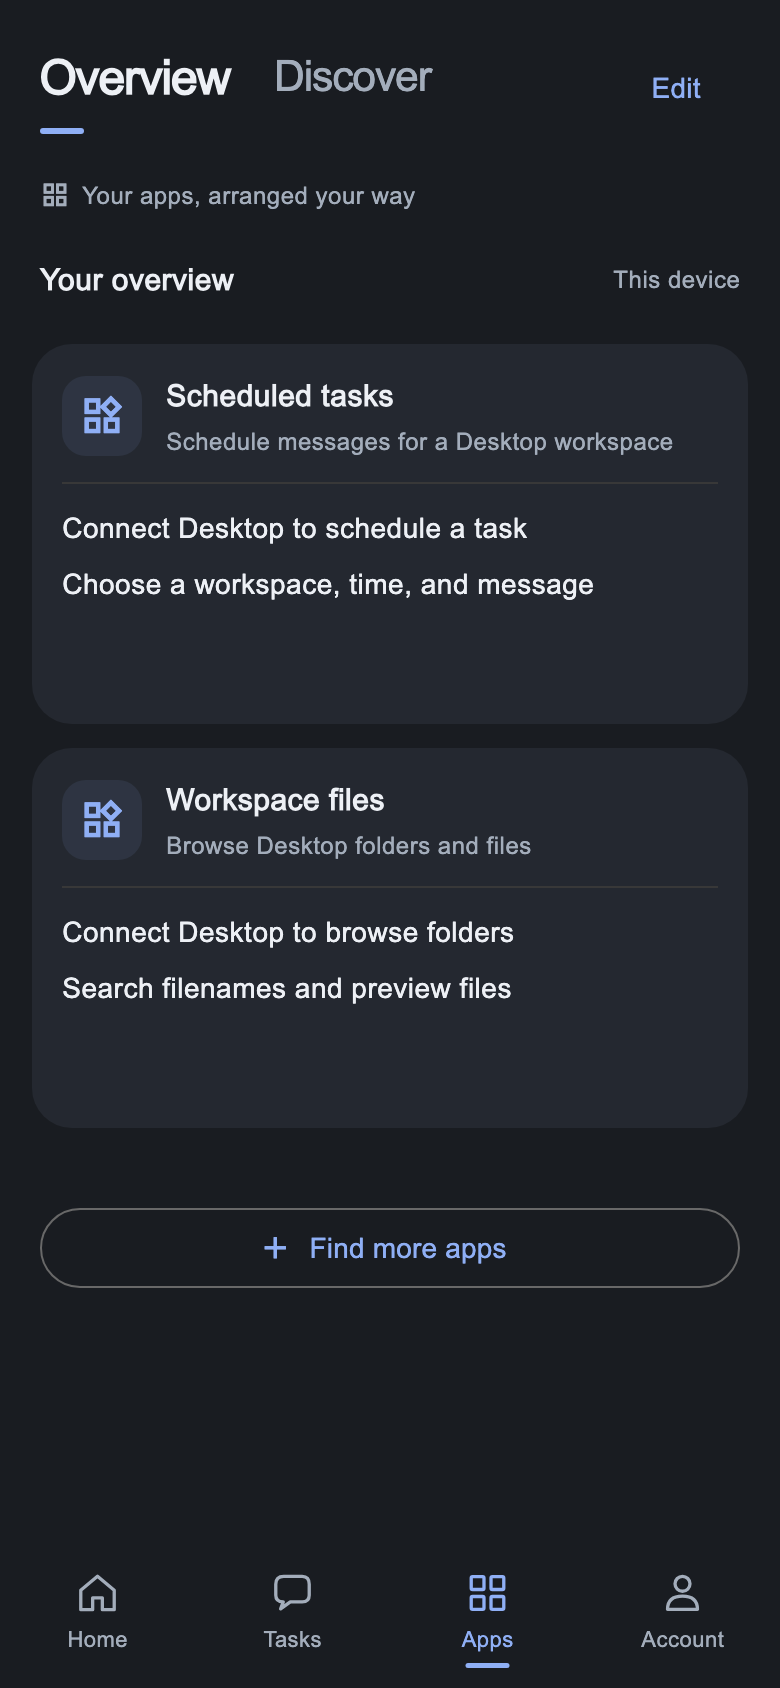 Overview
Discover
Edit
Your apps, arranged your way
Your overview
This device
Scheduled tasks
Schedule messages for a Desktop workspace
Connect Desktop to schedule a task
Choose a workspace, time, and message
Workspace files
Browse Desktop folders and files
Connect Desktop to browse folders
Search filenames and preview files
+ Find more apps
Home
Tasks
Apps
Account